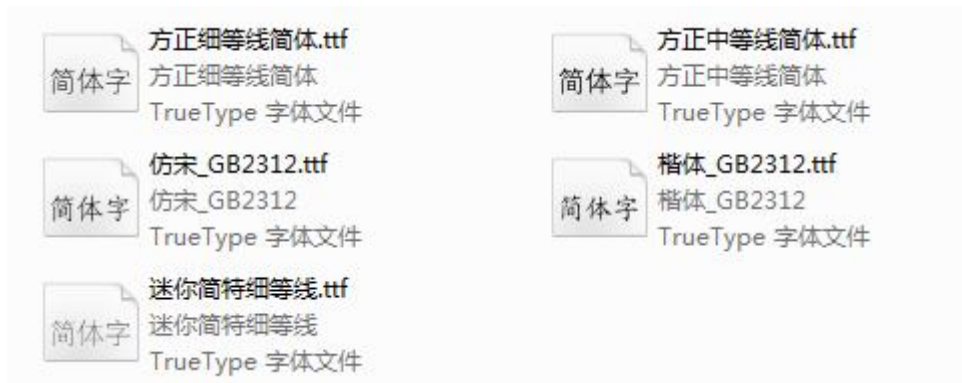 简体字
方正细等线简体.ttf
方正细等线简体
TrueType 字体文件
简体字
方正中等线简体.ttf
方正中等线简体
TrueType 字体文件
简体字
仿宋_GB2312.ttf
仿宋_GB2312
TrueType 字体文件
简体字
楷体_GB2312.ttf
楷体_GB2312
TrueType 字体文件
简体字
迷你简特细等线.ttf
迷你简特细等线
TrueType 字体文件